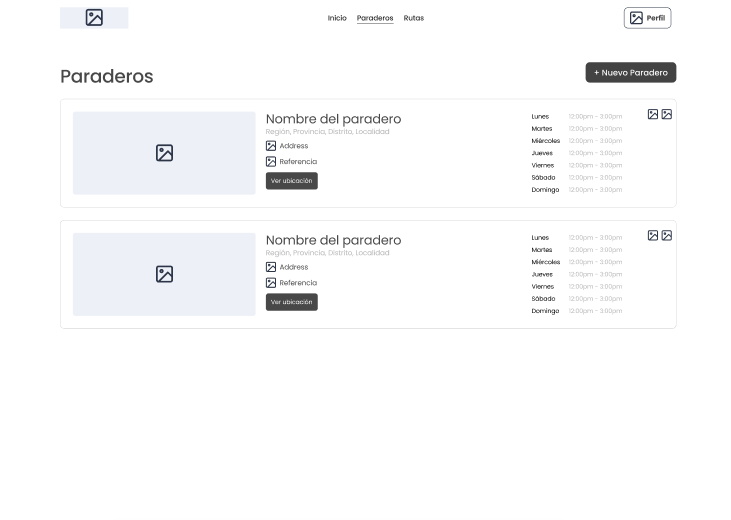 Inicio Paraderos Rutas Perfil
Paraderos
+ Nuevo Paradero
Nombre del paradero
Región, Provincia, Distrito, Localidad
Address
Referencia
Ver ubicación
Lunes 12:00pm - 3:00pm
Martes 12:00pm - 3:00pm
Miércoles 12:00pm - 3:00pm
Jueves 12:00pm - 3:00pm
Viernes 12:00pm - 3:00pm
Sábado 12:00pm - 3:00pm
Domingo 12:00pm - 3:00pm
Nombre del paradero
Región, Provincia, Distrito, Localidad
Address
Referencia
Ver ubicación
Lunes 12:00pm - 3:00pm
Martes 12:00pm - 3:00pm
Miércoles 12:00pm - 3:00pm
Jueves 12:00pm - 3:00pm
Viernes 12:00pm - 3:00pm
Sábado 12:00pm - 3:00pm
Domingo 12:00pm - 3:00pm